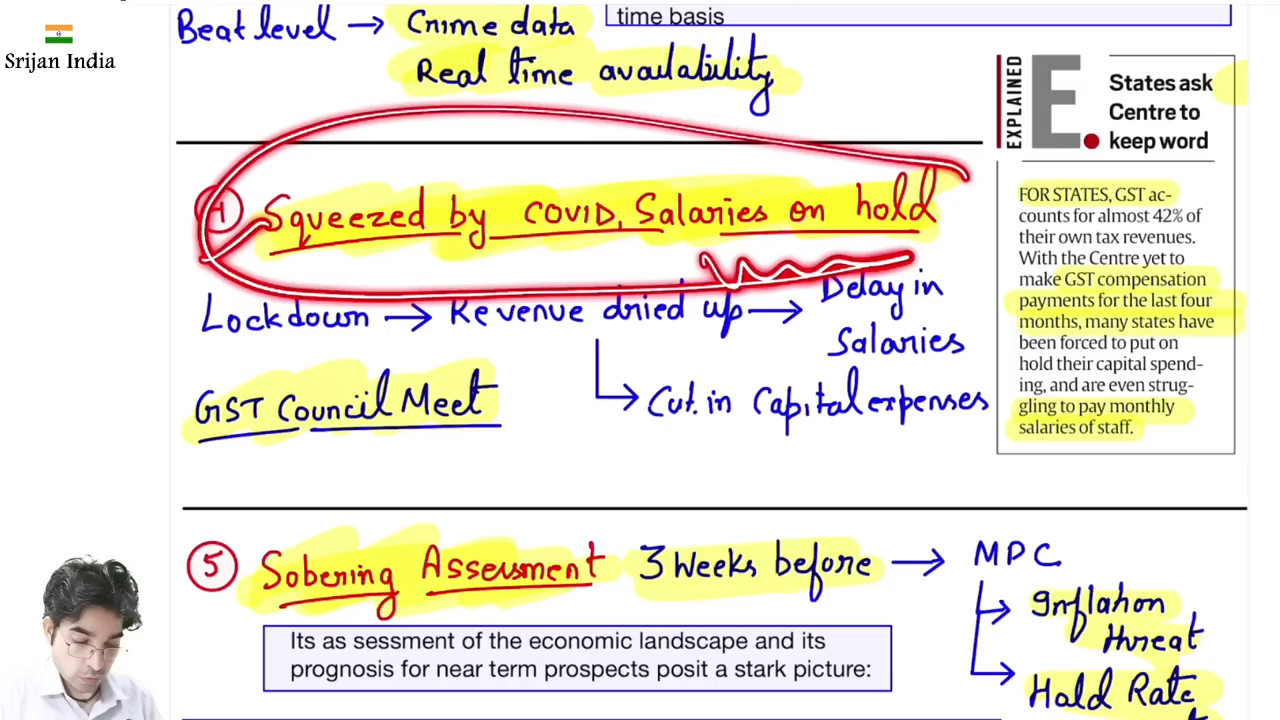 Srijan India
Beat level → Crime data
Real time availability
time basis
EXPLAINED
E.
States ask
Centre to
keep word
FOR STATES, GST ac-
counts for almost 42% of
their own tax revenues.
With the Centre yet to
make GST compensation
payments for the last four
months, many states have
been forced to put on
hold their capital spend-
ing, and are even strug-
gling to pay monthly
salaries of staff.
Squeezed by COVID, Salaries on hold
Lockdown → Revenue dried up → Delay in
Salaries
Cut in Capital expenses
GST Council Meet
5 Sobering Assessment 3 Weeks before → MPC
Inflation
threat
Hold Rate
Its as sessment of the economic landscape and its
prognosis for near term prospects posit a stark picture: